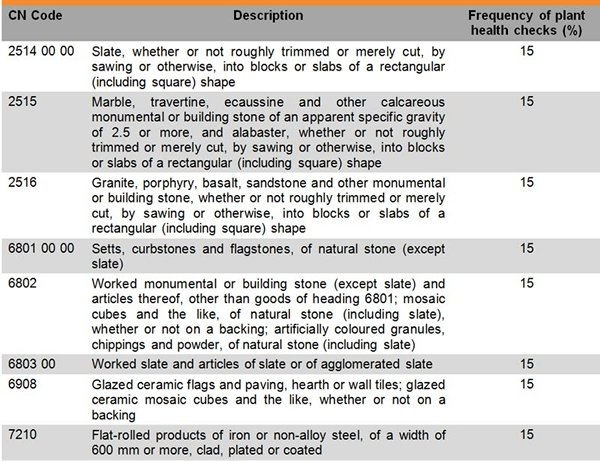 CN Code Description Frequency of plant
health checks (%)
2514 00 00 Slate, whether or not roughly trimmed or merely cut, by 15
sawing or otherwise, into blocks or slabs of a rectangular
(including square) shape
2515 Marble, travertine, ecaussine and other calcareous 15
monumental or building stone of an apparent specific gravity
of 2.5 or more, and alabaster, whether or not roughly
trimmed or merely cut, by sawing or otherwise, into blocks
or slabs of a rectangular (including square) shape
2516 Granite, porphyry, basalt, sandstone and other monumental 15
or building stone, whether or not roughly trimmed or merely
cut, by sawing or otherwise, into blocks or slabs of a
rectangular (including square) shape
6801 00 00 Setts, curbstones and flagstones, of natural stone (except 15
slate)
6802 Worked monumental or building stone (except slate) and 15
articles thereof, other than goods of heading 6801; mosaic
cubes and the like, of natural stone (including slate),
whether or not on a backing; artificially coloured granules,
chippings and powder, of natural stone (including slate)
6803 00 Worked slate and articles of slate or of agglomerated slate 15
6908 Glazed ceramic flags and paving, hearth or wall tiles; glazed 15
ceramic mosaic cubes and the like, whether or not on a
backing
7210 Flat-rolled products of iron or non-alloy steel, of a width of 15
600 mm or more, clad, plated or coated